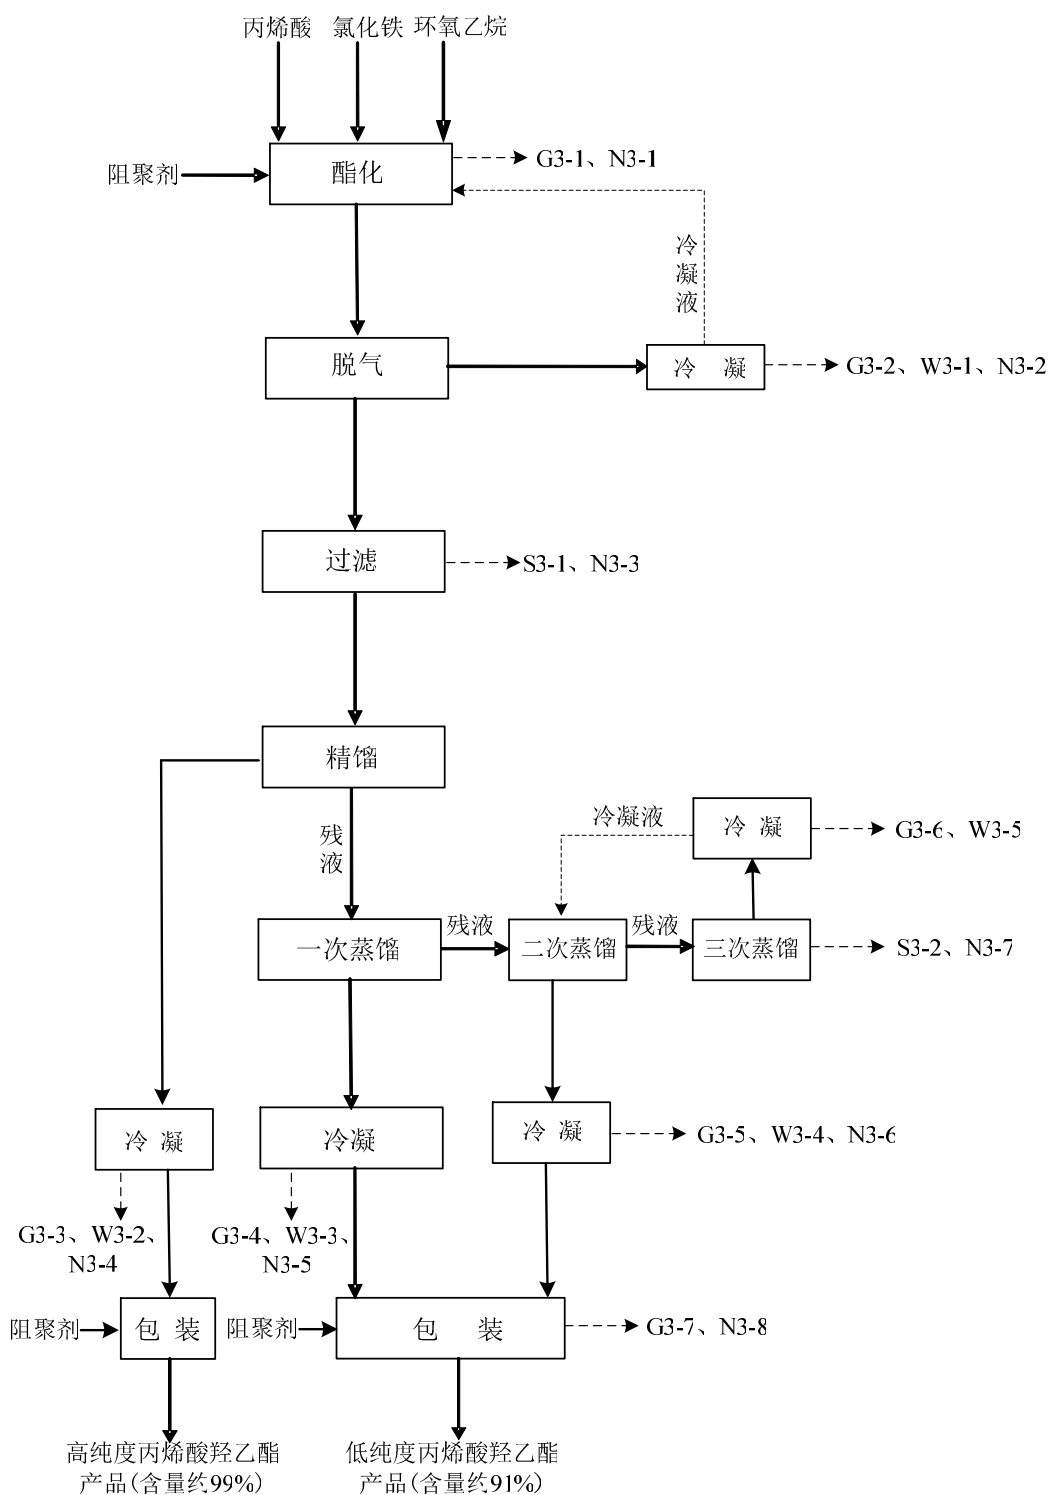 丙烯酸 氯化铁 环氧乙烷
阻聚剂
酯化
G3-1、N3-1
冷
凝
液
脱气
冷 凝
G3-2、W3-1、N3-2
过滤
S3-1、N3-3
精馏
残
液
冷凝液
冷 凝
G3-6、W3-5
一次蒸馏
残液
二次蒸馏
残液
三次蒸馏
S3-2、N3-7
冷 凝
冷凝
冷 凝
G3-5、W3-4、N3-6
G3-3、W3-2、
N3-4
G3-4、W3-3、
N3-5
阻聚剂
包 装
阻聚剂
包 装
G3-7、N3-8
高纯度丙烯酸羟乙酯
产品(含量约99%)
低纯度丙烯酸羟乙酯
产品(含量约91%)